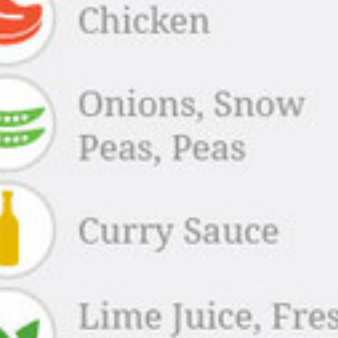 Chicken
Onions, Snow
Peas, Peas
Curry Sauce
Lime Juice, Fres